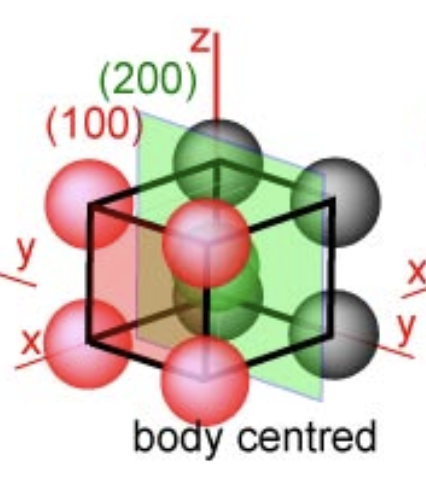 z
(200)
(100)
y
x
x
y
body centred